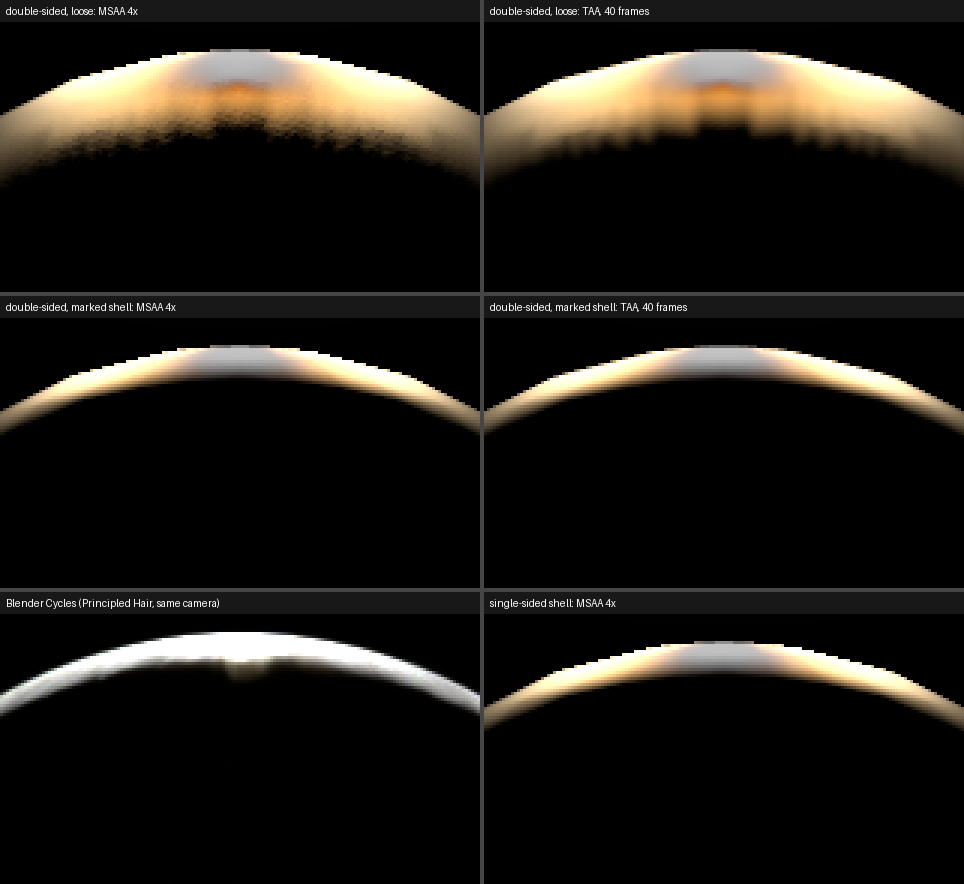 double-sided, loose: MSAA 4x
double-sided, loose: TAA, 40 frames
double-sided, marked shell: MSAA 4x
double-sided, marked shell: TAA, 40 frames
Blender Cycles (Principled Hair, same camera)
single-sided shell: MSAA 4x